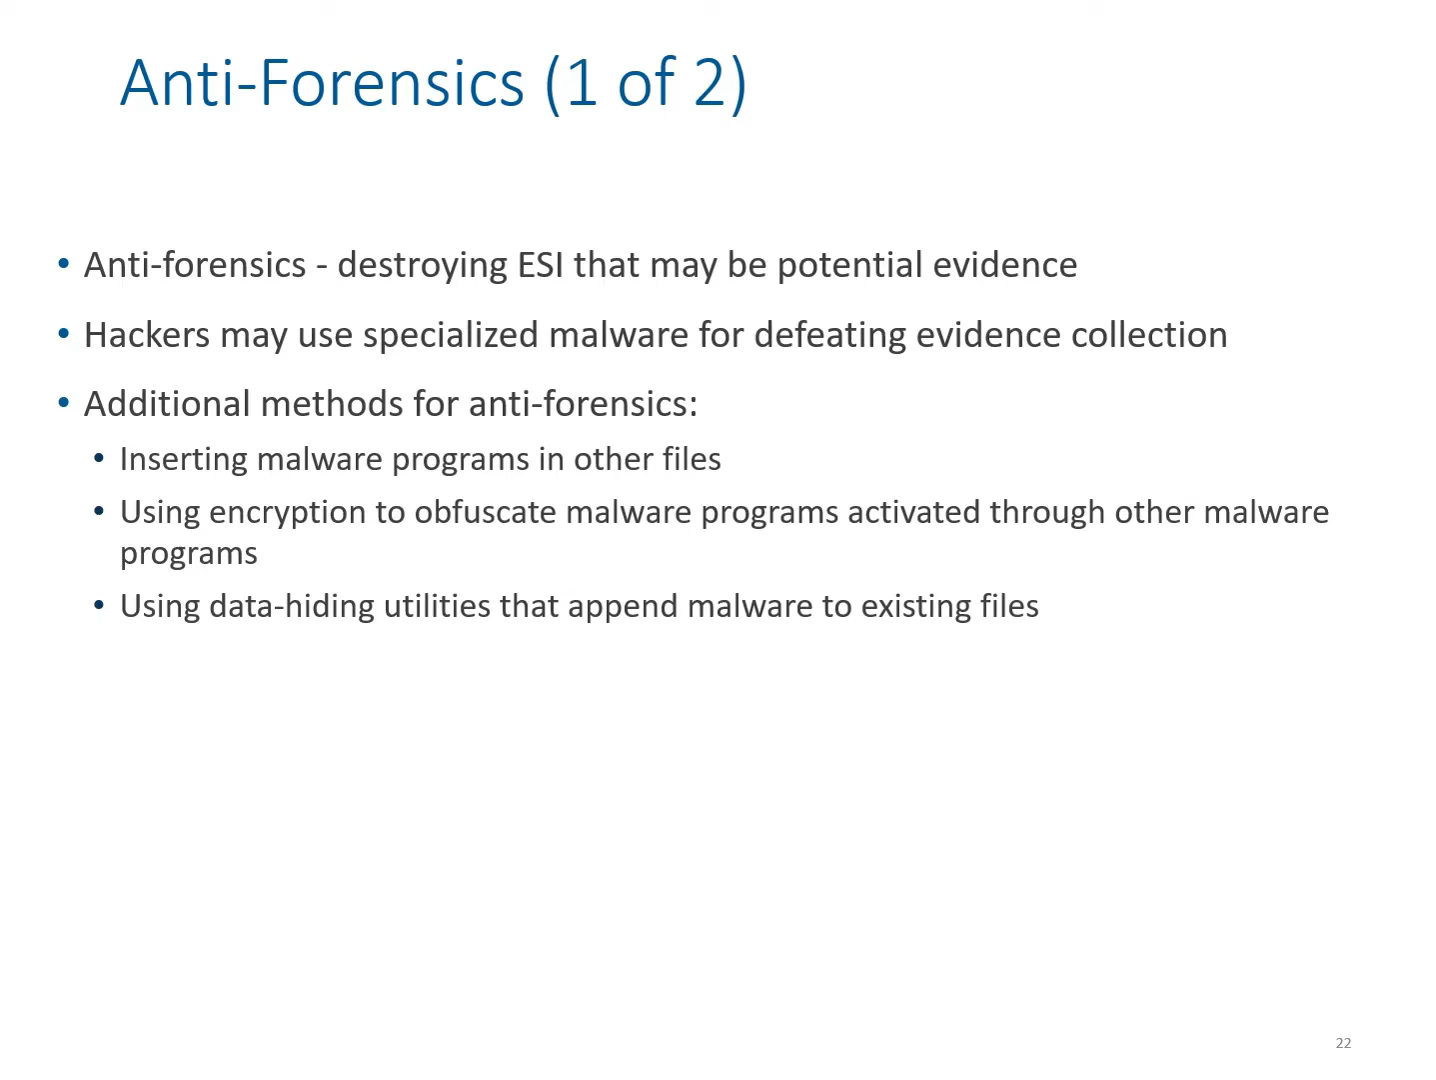 Anti-Forensics (1 of 2)
• Anti-forensics - destroying ESI that may be potential evidence
• Hackers may use specialized malware for defeating evidence collection
• Additional methods for anti-forensics:
• Inserting malware programs in other files
• Using encryption to obfuscate malware programs activated through other malware
programs
• Using data-hiding utilities that append malware to existing files
22